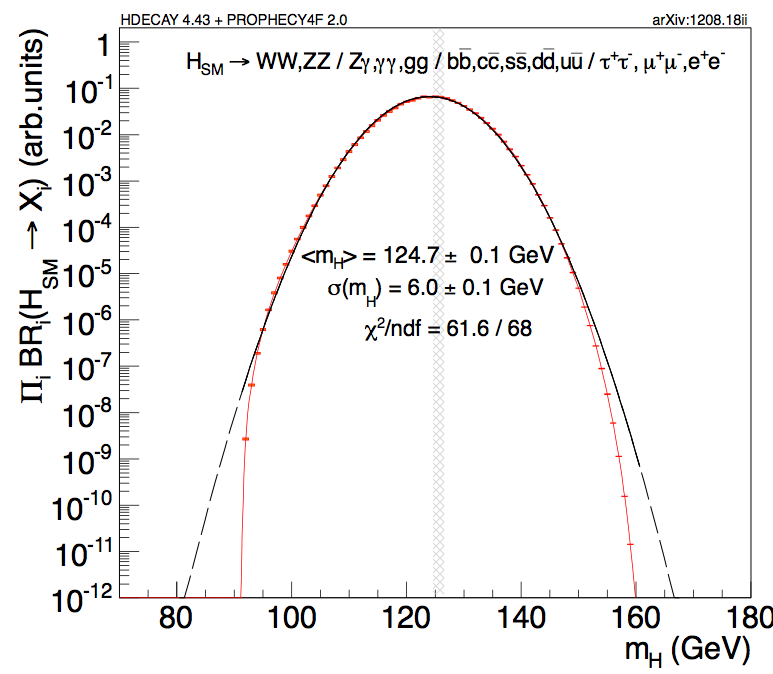 HDECAY 4.43 + PROPHECY4F 2.0
arXiv:1208.18ii
H_SM → WW,ZZ / Zγ,γγ,gg / bb̅,cc̅,ss̅,dd̅,uu̅ / τ⁺τ⁻, μ⁺μ⁻,e⁺e⁻
Π_i BR_i(H_SM → X_i) (arb.units)
1
10⁻¹
10⁻²
10⁻³
10⁻⁴
10⁻⁵
10⁻⁶
10⁻⁷
10⁻⁸
10⁻⁹
10⁻¹⁰
10⁻¹¹
10⁻¹²
<m_H> = 124.7 ± 0.1 GeV
σ(m_H) = 6.0 ± 0.1 GeV
χ²/ndf = 61.6 / 68
80 100 120 140 160 180
m_H (GeV)